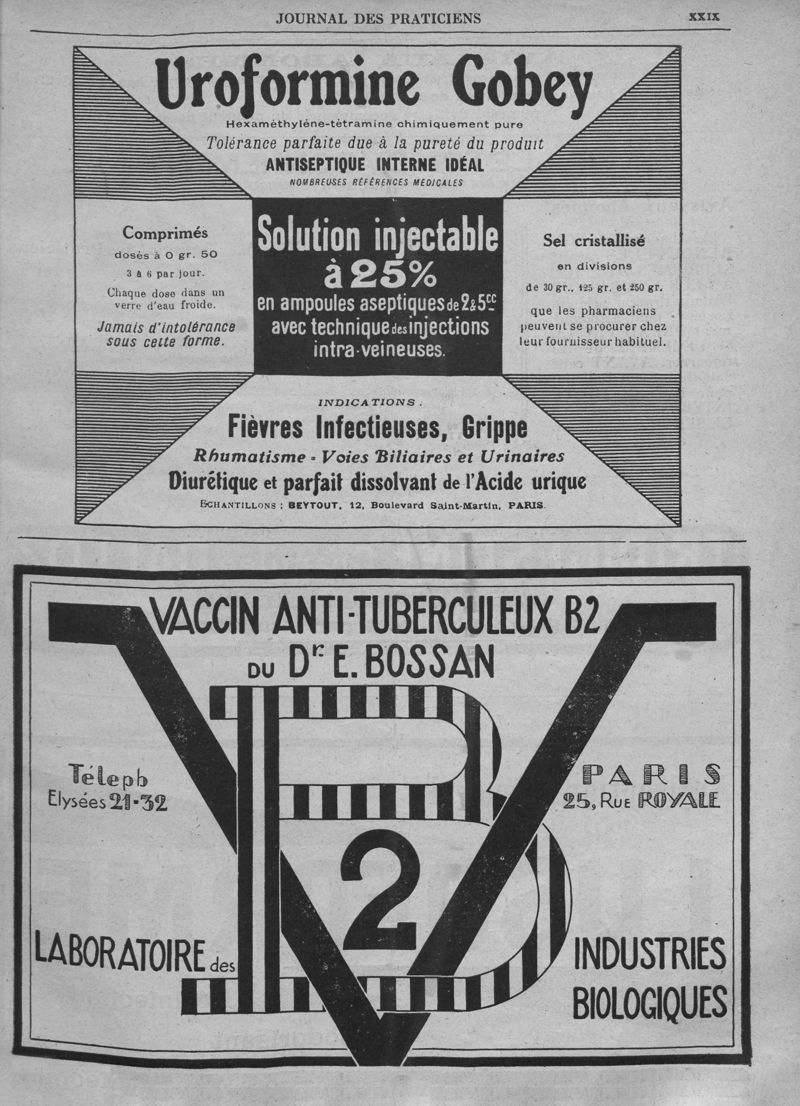 JOURNAL DES PRATICIENS
XXIX
Uroformine Gobey
Hexaméthylène-tétramine chimiquement pure
Tolérance parfaite due à la pureté du produit
ANTISEPTIQUE INTERNE IDÉAL
NOMBREUSES RÉFÉRENCES MEDICALES
Comprimés
dosés à 0 gr. 50
3 à 6 par jour.
Chaque dose dans un
verre d'eau froide.
Jamais d'intolérance
sous cette forme.
Solution injectable
à 25%
en ampoules aseptiques de 2 & 5cc
avec technique des injections
intra-veineuses.
Sel cristallisé
en divisions
de 30 gr., 125 gr. et 250 gr.
que les pharmaciens
peuvent se procurer chez
leur fournisseur habituel.
INDICATIONS.
Fièvres Infectieuses, Grippe
Rhumatisme - Voies Biliaires et Urinaires
Diurétique et parfait dissolvant de l'Acide urique
ÉCHANTILLONS : BEYTOUT, 12, Boulevard Saint-Martin, PARIS.
VACCIN ANTI-TUBERCULEUX B2
DU Dr. E. BOSSAN
Téleph
Elysées 21-32
PARIS
25, RUE ROYALE
B
V
2
LABORATOIRE des
INDUSTRIES
BIOLOGIQUES